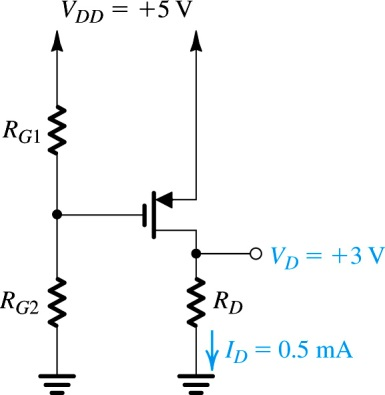 V_DD = +5 V
R_G1
V_D = +3 V
R_G2
R_D
I_D = 0.5 mA